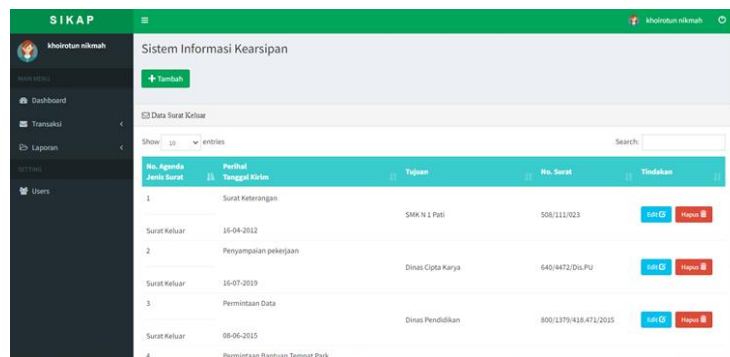 SIKAP
khoirotun nikmah
khoirotun nikmah
MAIN MENU
Dashboard
Transaksi
Laporan
SETTING
Users
Sistem Informasi Kearsipan
Tambah
Data Surat Keluar
Show 10 entries
Search:
No. Agenda Perihal Tujuan No. Surat Tindakan
Jenis Surat Tanggal Kirim
1 Surat Keterangan
SMK N 1 Pati 508/111/023 Edit Hapus
Surat Keluar 16-04-2012
2 Penyampaian pekerjaan
Dinas Cipta Karya 640/4472/Dis.PU Edit Hapus
Surat Keluar 16-07-2019
3 Permintaan Data
Dinas Pendidikan 800/1379/418.471/2015 Edit Hapus
Surat Keluar 08-06-2015
4 Permintaan Bantuan Tempat Park